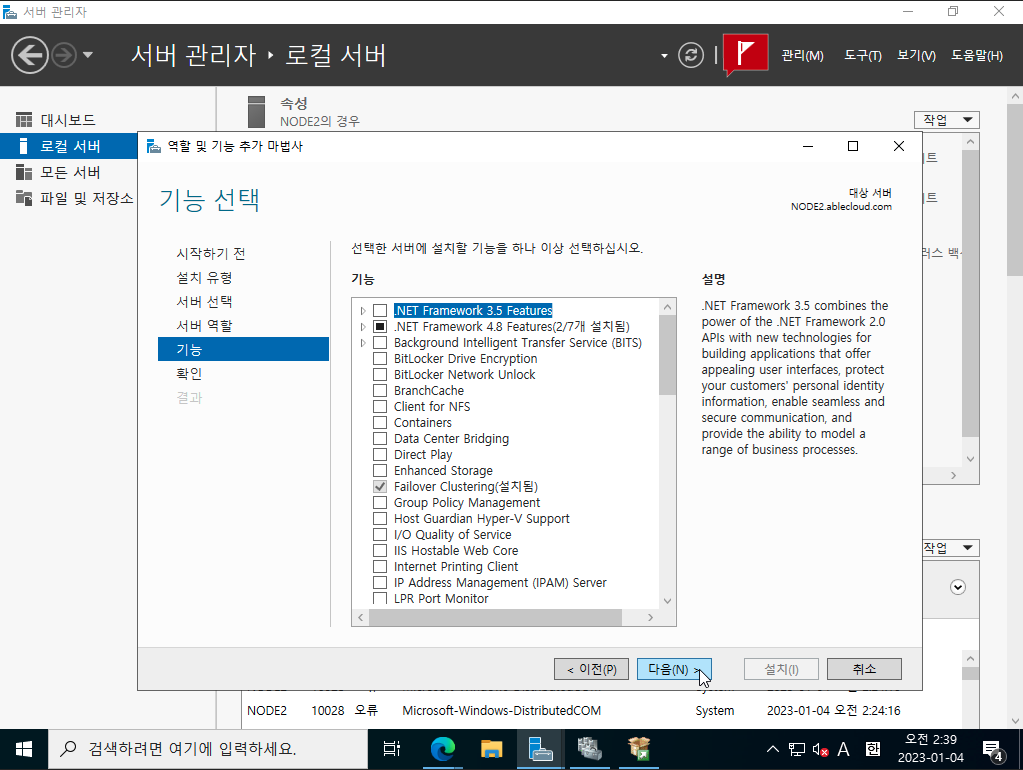 서버 관리자
서버 관리자 ‣ 로컬 서버
관리(M) 도구(T) 보기(V) 도움말(H)
대시보드
로컬 서버
모든 서버
파일 및 저장소
속성
NODE2의 경우
작업
역할 및 기능 추가 마법사
기능 선택
대상 서버
NODE2.ablecloud.com
시작하기 전
설치 유형
서버 선택
서버 역할
기능
확인
결과
선택한 서버에 설치할 기능을 하나 이상 선택하십시오.
기능
.NET Framework 3.5 Features
.NET Framework 4.8 Features(2/7개 설치됨)
Background Intelligent Transfer Service (BITS)
BitLocker Drive Encryption
BitLocker Network Unlock
BranchCache
Client for NFS
Containers
Data Center Bridging
Direct Play
Enhanced Storage
Failover Clustering(설치됨)
Group Policy Management
Host Guardian Hyper-V Support
I/O Quality of Service
IIS Hostable Web Core
Internet Printing Client
IP Address Management (IPAM) Server
LPR Port Monitor
설명
.NET Framework 3.5 combines the
power of the .NET Framework 2.0
APIs with new technologies for
building applications that offer
appealing user interfaces, protect
your customers' personal identity
information, enable seamless and
secure communication, and
provide the ability to model a
range of business processes.
< 이전(P) 다음(N) > 설치(I) 취소
작업
NODE2 10028 오류 Microsoft-Windows-DistributedCOM System 2023-01-04 오전 2:24:16
검색하려면 여기에 입력하세요.
A 한
오전 2:39
2023-01-04
4